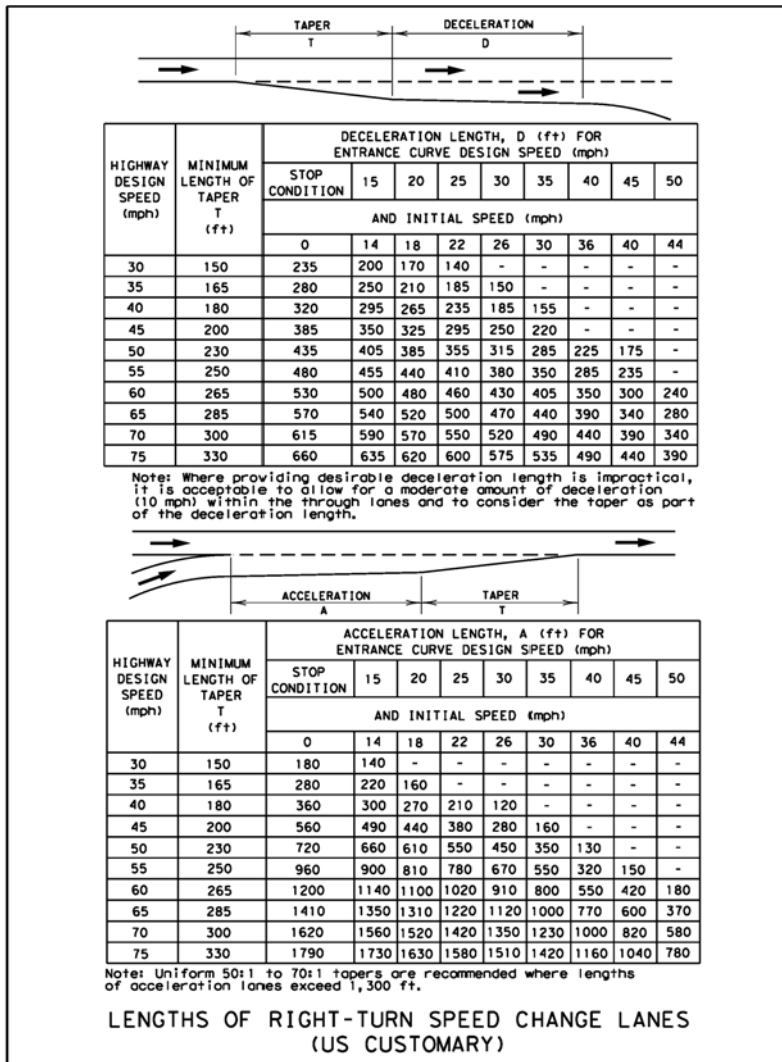 TAPER
T
DECELERATION
D
HIGHWAY DESIGN SPEED (mph)
MINIMUM LENGTH OF TAPER T (ft)
DECELERATION LENGTH, D (ft) FOR
ENTRANCE CURVE DESIGN SPEED (mph)
STOP CONDITION 15 20 25 30 35 40 45 50
AND INITIAL SPEED (mph)
0 14 18 22 26 30 36 40 44
30 150 235 200 170 140 - - - - -
35 165 280 250 210 185 150 - - - -
40 180 320 295 265 235 185 155 - - -
45 200 385 350 325 295 250 220 - - -
50 230 435 405 385 355 315 285 225 175 -
55 250 480 455 440 410 380 350 285 235 -
60 265 530 500 480 460 430 405 350 300 240
65 285 570 540 520 500 470 440 390 340 280
70 300 615 590 570 550 520 490 440 390 340
75 330 660 635 620 600 575 535 490 440 390
Note: Where providing desirable deceleration length is impractical,
it is acceptable to allow for a moderate amount of deceleration
(10 mph) within the through lanes and to consider the taper as part
of the deceleration length.
ACCELERATION
A
TAPER
T
HIGHWAY DESIGN SPEED (mph)
MINIMUM LENGTH OF TAPER T (ft)
ACCELERATION LENGTH, A (ft) FOR
ENTRANCE CURVE DESIGN SPEED (mph)
STOP CONDITION 15 20 25 30 35 40 45 50
AND INITIAL SPEED (mph)
0 14 18 22 26 30 36 40 44
30 150 180 140 - - - - - - -
35 165 280 220 160 - - - - - -
40 180 360 300 270 210 120 - - - -
45 200 560 490 440 380 280 160 - - -
50 230 720 660 610 550 450 350 130 - -
55 250 960 900 810 780 670 550 320 150 -
60 265 1200 1140 1100 1020 910 800 550 420 180
65 285 1410 1350 1310 1220 1120 1000 770 600 370
70 300 1620 1560 1520 1420 1350 1230 1000 820 580
75 330 1790 1730 1630 1580 1510 1420 1160 1040 780
Note: Uniform 50:1 to 70:1 tapers are recommended where lengths
of acceleration lanes exceed 1,300 ft.
LENGTHS OF RIGHT-TURN SPEED CHANGE LANES
(US CUSTOMARY)